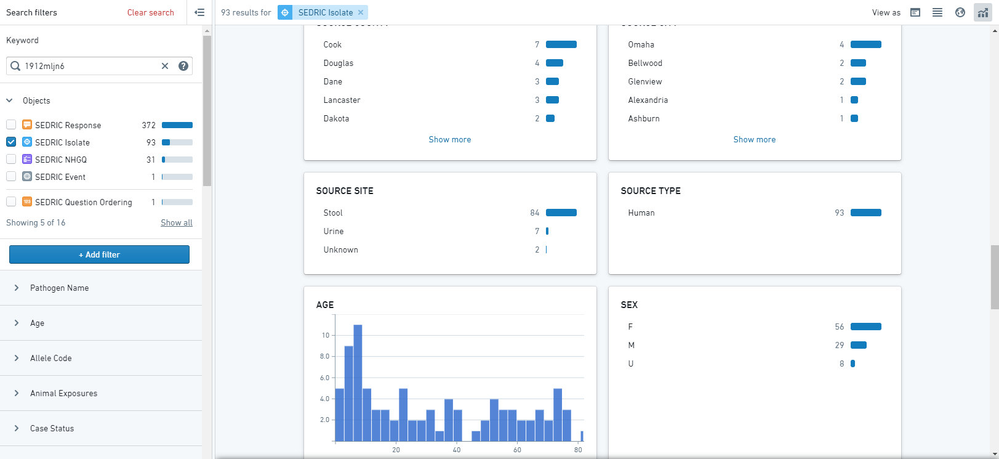 Search filters
Clear search
93 results for
SEDRIC Isolate
View as
Keyword
1912mljn6
Objects
SEDRIC Response 372
SEDRIC Isolate 93
SEDRIC NHGQ 31
SEDRIC Event 1
SEDRIC Question Ordering 1
Showing 5 of 16
Show all
+ Add filter
Pathogen Name
Age
Allele Code
Animal Exposures
Case Status
Cook 7
Douglas 4
Dane 3
Lancaster 3
Dakota 2
Show more
Omaha 4
Bellwood 2
Glenview 2
Alexandria 1
Ashburn 1
Show more
SOURCE SITE
Stool 84
Urine 7
Unknown 2
SOURCE TYPE
Human 93
AGE
10
8.0
6.0
4.0
2.0
20 40 60 80
SEX
F 56
M 29
U 8